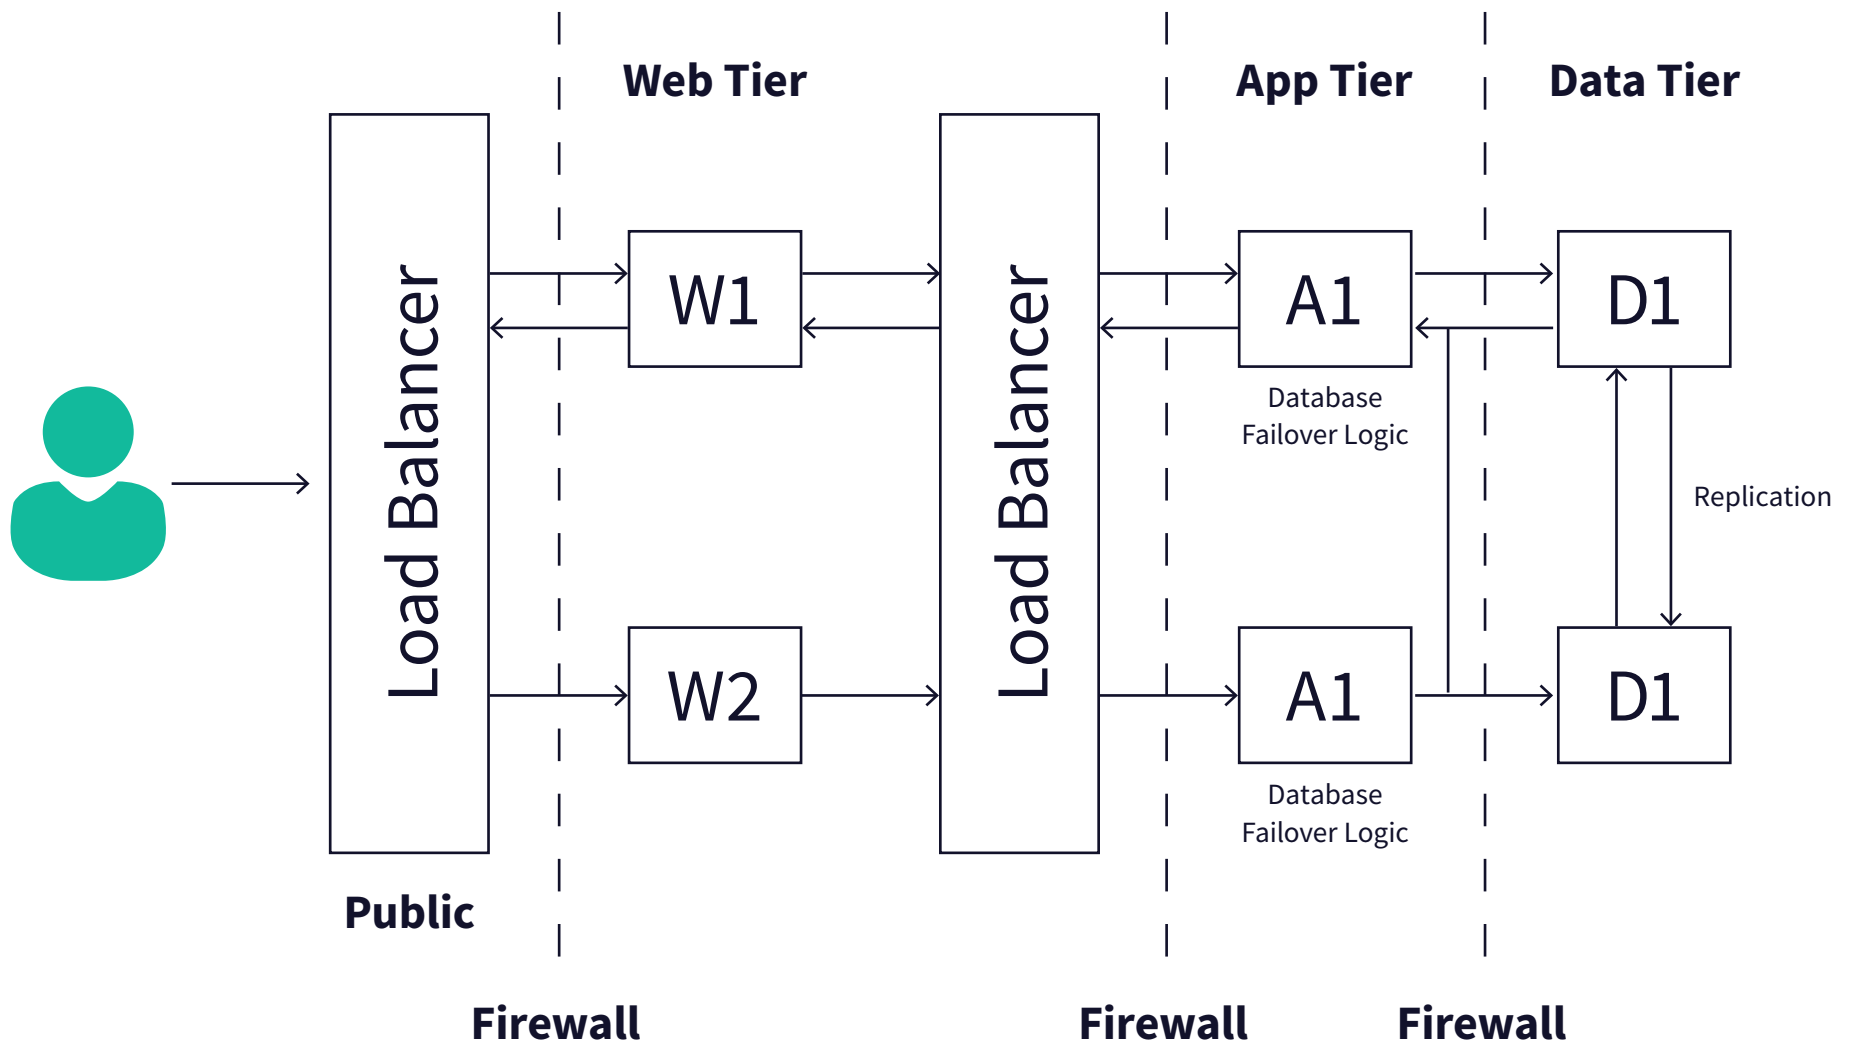 Web Tier
App Tier
Data Tier
Load Balancer
W1
Load Balancer
A1
D1
Database
Failover Logic
Replication
W2
A1
D1
Database
Failover Logic
Public
Firewall
Firewall
Firewall